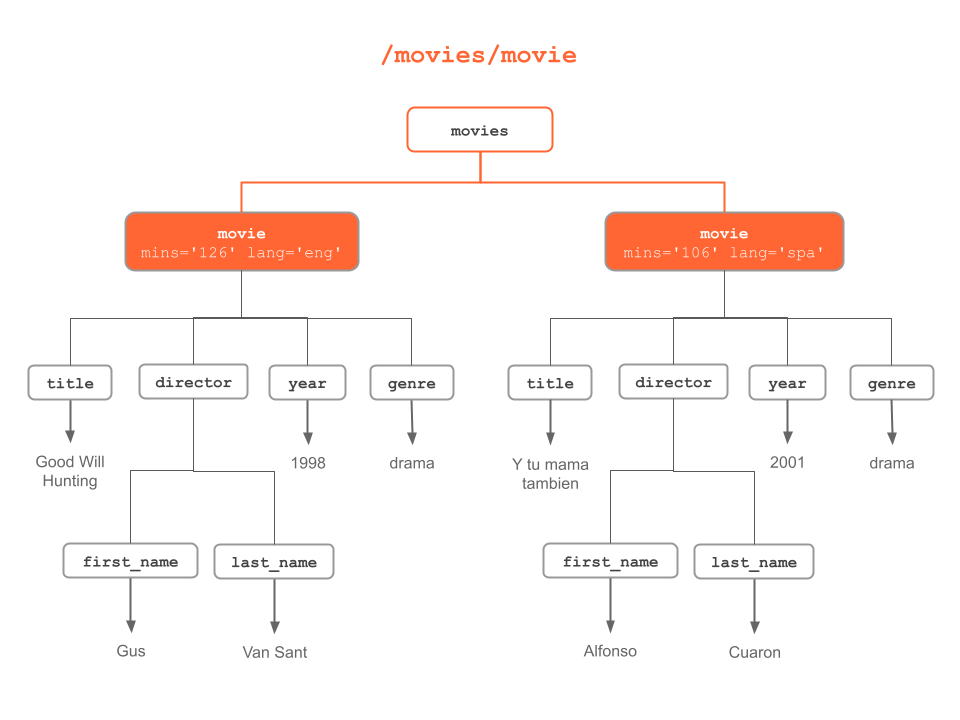 /movies/movie
movies
movie
mins='126' lang='eng'
movie
mins='106' lang='spa'
title
director
year
genre
title
director
year
genre
Good Will
Hunting
1998
drama
Y tu mama
tambien
2001
drama
first_name
last_name
first_name
last_name
Gus
Van Sant
Alfonso
Cuaron